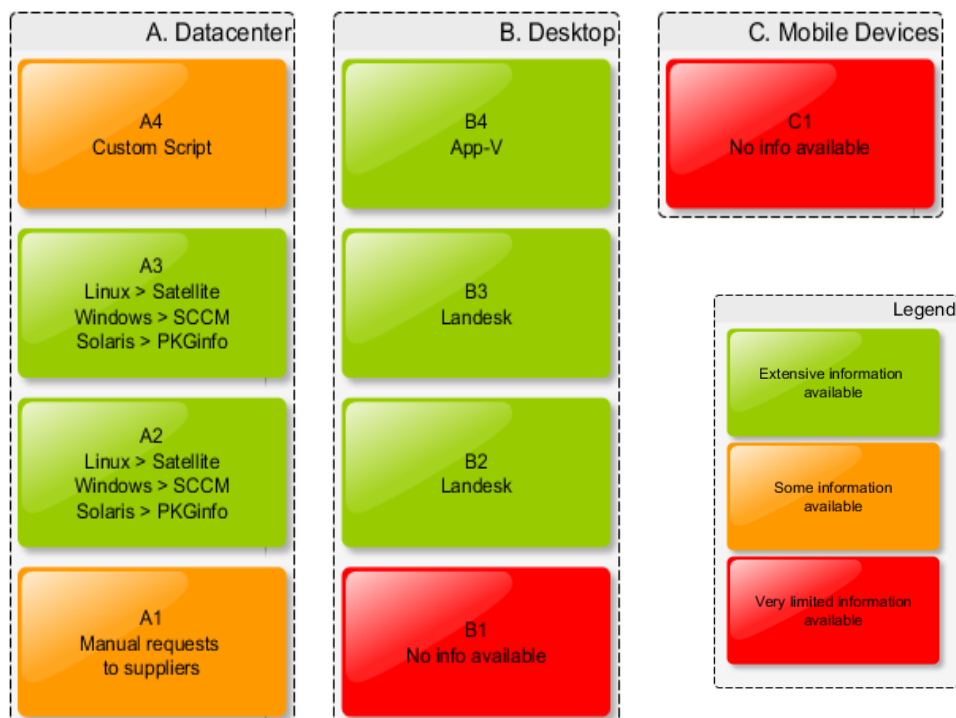 A. Datacenter
A4
Custom Script
A3
Linux > Satellite
Windows > SCCM
Solaris > PKGinfo
A2
Linux > Satellite
Windows > SCCM
Solaris > PKGinfo
A1
Manual requests
to suppliers
B. Desktop
B4
App-V
B3
Landesk
B2
Landesk
B1
No info available
C. Mobile Devices
C1
No info available
Legend
Extensive information
available
Some information
available
Very limited information
available